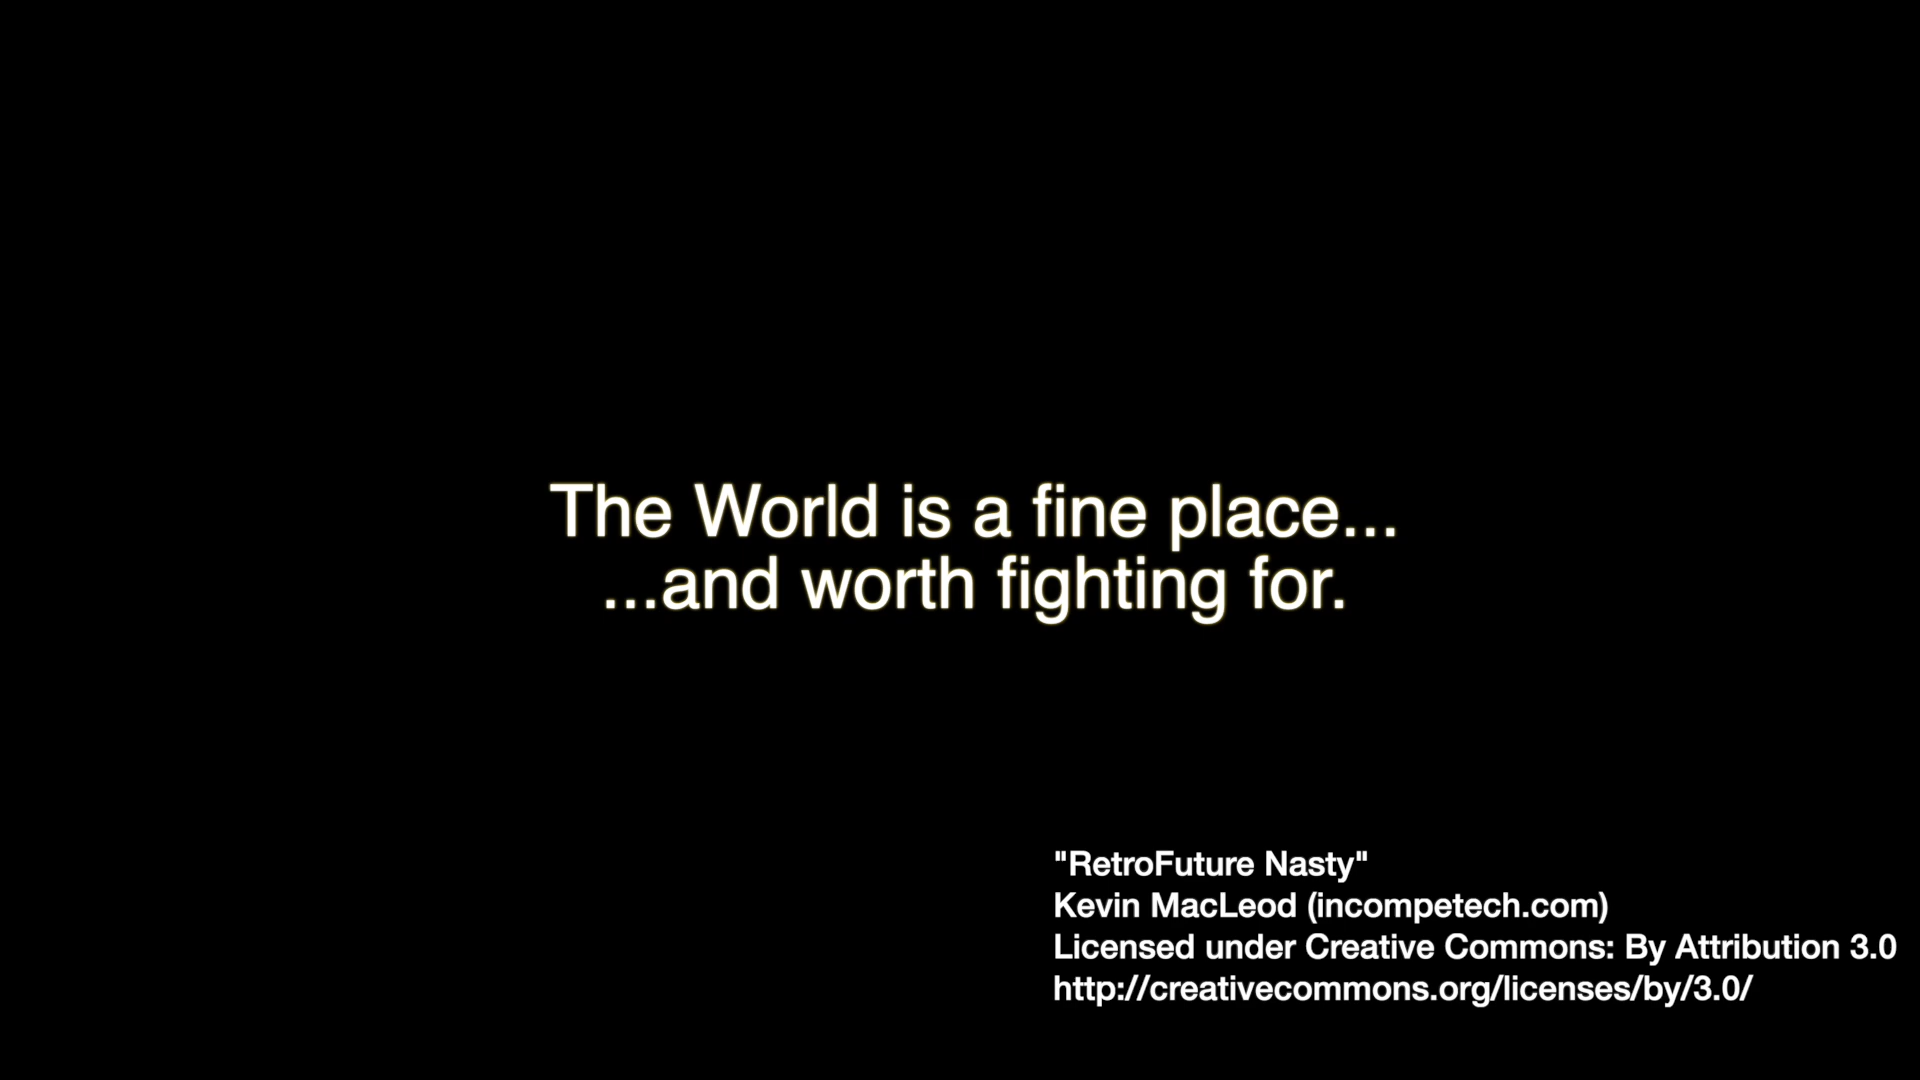 The World is a fine place...
...and worth fighting for.
"RetroFuture Nasty"
Kevin MacLeod (incompetech.com)
Licensed under Creative Commons: By Attribution 3.0
http://creativecommons.org/licenses/by/3.0/